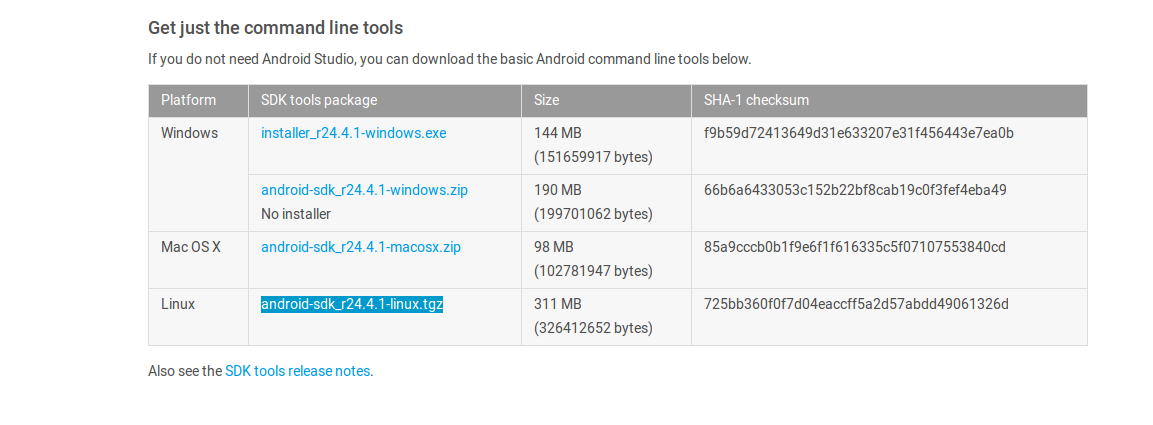 Get just the command line tools
If you do not need Android Studio, you can download the basic Android command line tools below.
Platform SDK tools package Size SHA-1 checksum
Windows installer_r24.4.1-windows.exe 144 MB f9b59d72413649d31e633207e31f456443e7ea0b
(151659917 bytes)
android-sdk_r24.4.1-windows.zip 190 MB 66b6a6433053c152b22bf8cab19c0f3fef4eba49
No installer (199701062 bytes)
Mac OS X android-sdk_r24.4.1-macosx.zip 98 MB 85a9cccb0b1f9e6f1f616335c5f07107553840cd
(102781947 bytes)
Linux android-sdk_r24.4.1-linux.tgz 311 MB 725bb360f0f7d04eaccff5a2d57abdd49061326d
(326412652 bytes)
Also see the SDK tools release notes.